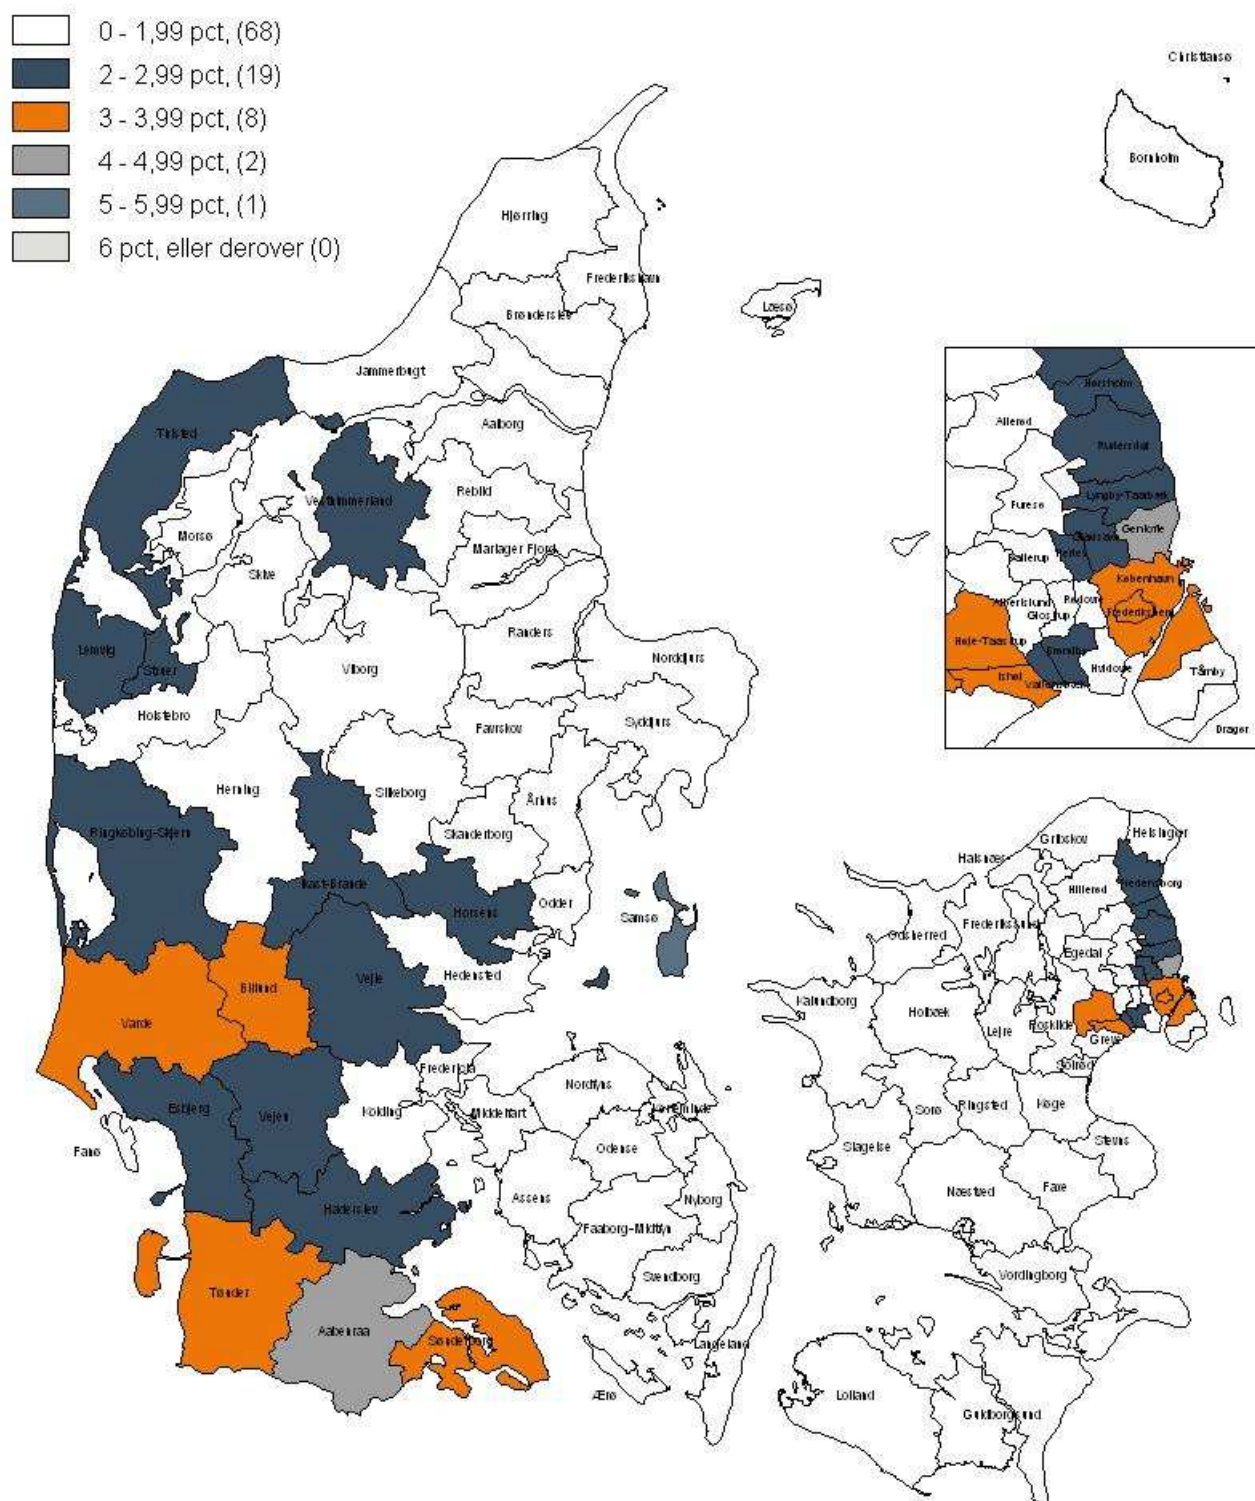 0 - 1,99 pct, (68)
2 - 2,99 pct, (19)
3 - 3,99 pct, (8)
4 - 4,99 pct, (2)
5 - 5,99 pct, (1)
6 pct, eller derover (0)
Christiansø
Bornholm
Hjørring
Frederikshavn
Læsø
Brønderslev
Jammerbugt
Aalborg
Thisted
Vesthimmerland
Rebild
Morsø
Mariager Fjord
Skive
Randers
Norddjurs
Lemvig
Struer
Viborg
Holstebro
Favrskov
Syddjurs
Herning
Silkeborg
Århus
Ringkøbing-Skjern
Skanderborg
Ikast-Brande
Horsens
Odder
Samsø
Hedensted
Vejle
Billund
Varde
Fredericia
Esbjerg
Vejen
Kolding
Middelfart
Nordfyns
Kerteminde
Fanø
Odense
Assens
Nyborg
Haderslev
Faaborg-Midtfyn
Svendborg
Tønder
Aabenraa
Sønderborg
Langeland
Ærø
Hørsholm
Allerød
Rudersdal
Furesø
Lyngby-Taarbæk
Gentofte
Gladsaxe
Herlev
Ballerup
København
Albertslund
Rødovre
Frederiksberg
Glostrup
Høje-Taastrup
Brøndby
Ishøj
Vallensbæk
Hvidovre
Tårnby
Dragør
Helsingør
Gribskov
Halsnæs
Hillerød
Fredensborg
Frederikssund
Odsherred
Egedal
Kalundborg
Holbæk
Lejre
Roskilde
Greve
Solrød
Sorø
Ringsted
Køge
Stevns
Slagelse
Næstved
Faxe
Vordingborg
Lolland
Guldborgsund